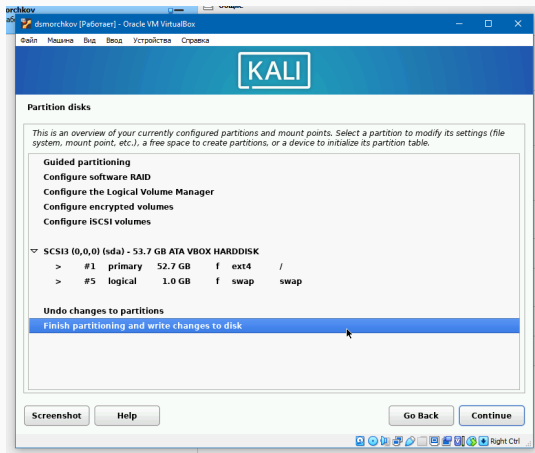 orchkov
dsmorchkov [Работает] - Oracle VM VirtualBox
Файл Машина Вид Ввод Устройства Справка
KALI
Partition disks
This is an overview of your currently configured partitions and mount points. Select a partition to modify its settings (file
system, mount point, etc.), a free space to create partitions, or a device to initialize its partition table.
Guided partitioning
Configure software RAID
Configure the Logical Volume Manager
Configure encrypted volumes
Configure iSCSI volumes
SCSI3 (0,0,0) (sda) - 53.7 GB ATA VBOX HARDDISK
> #1 primary 52.7 GB f ext4 /
> #5 logical 1.0 GB f swap swap
Undo changes to partitions
Finish partitioning and write changes to disk
Screenshot Help Go Back Continue
Right Ctrl